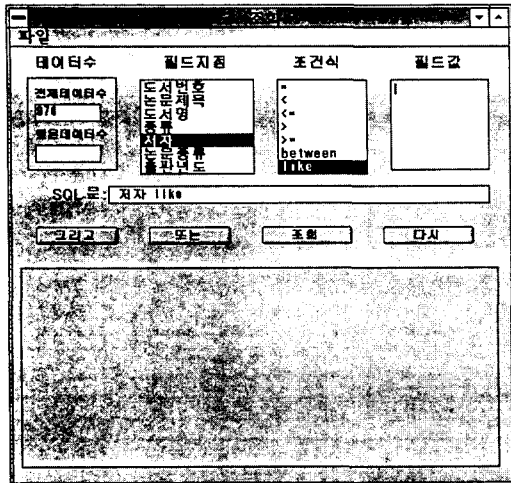 조회
파일
데이터수 필드지정 조건식 필드값
전체데이터수
876
찾은데이터수
도서번호
논문제목
도서명
종류
저자
논문종류
출판년도
=
<
<=
>
>=
between
like
SQL 문: 저자 like
그리고 또는 조회 다시